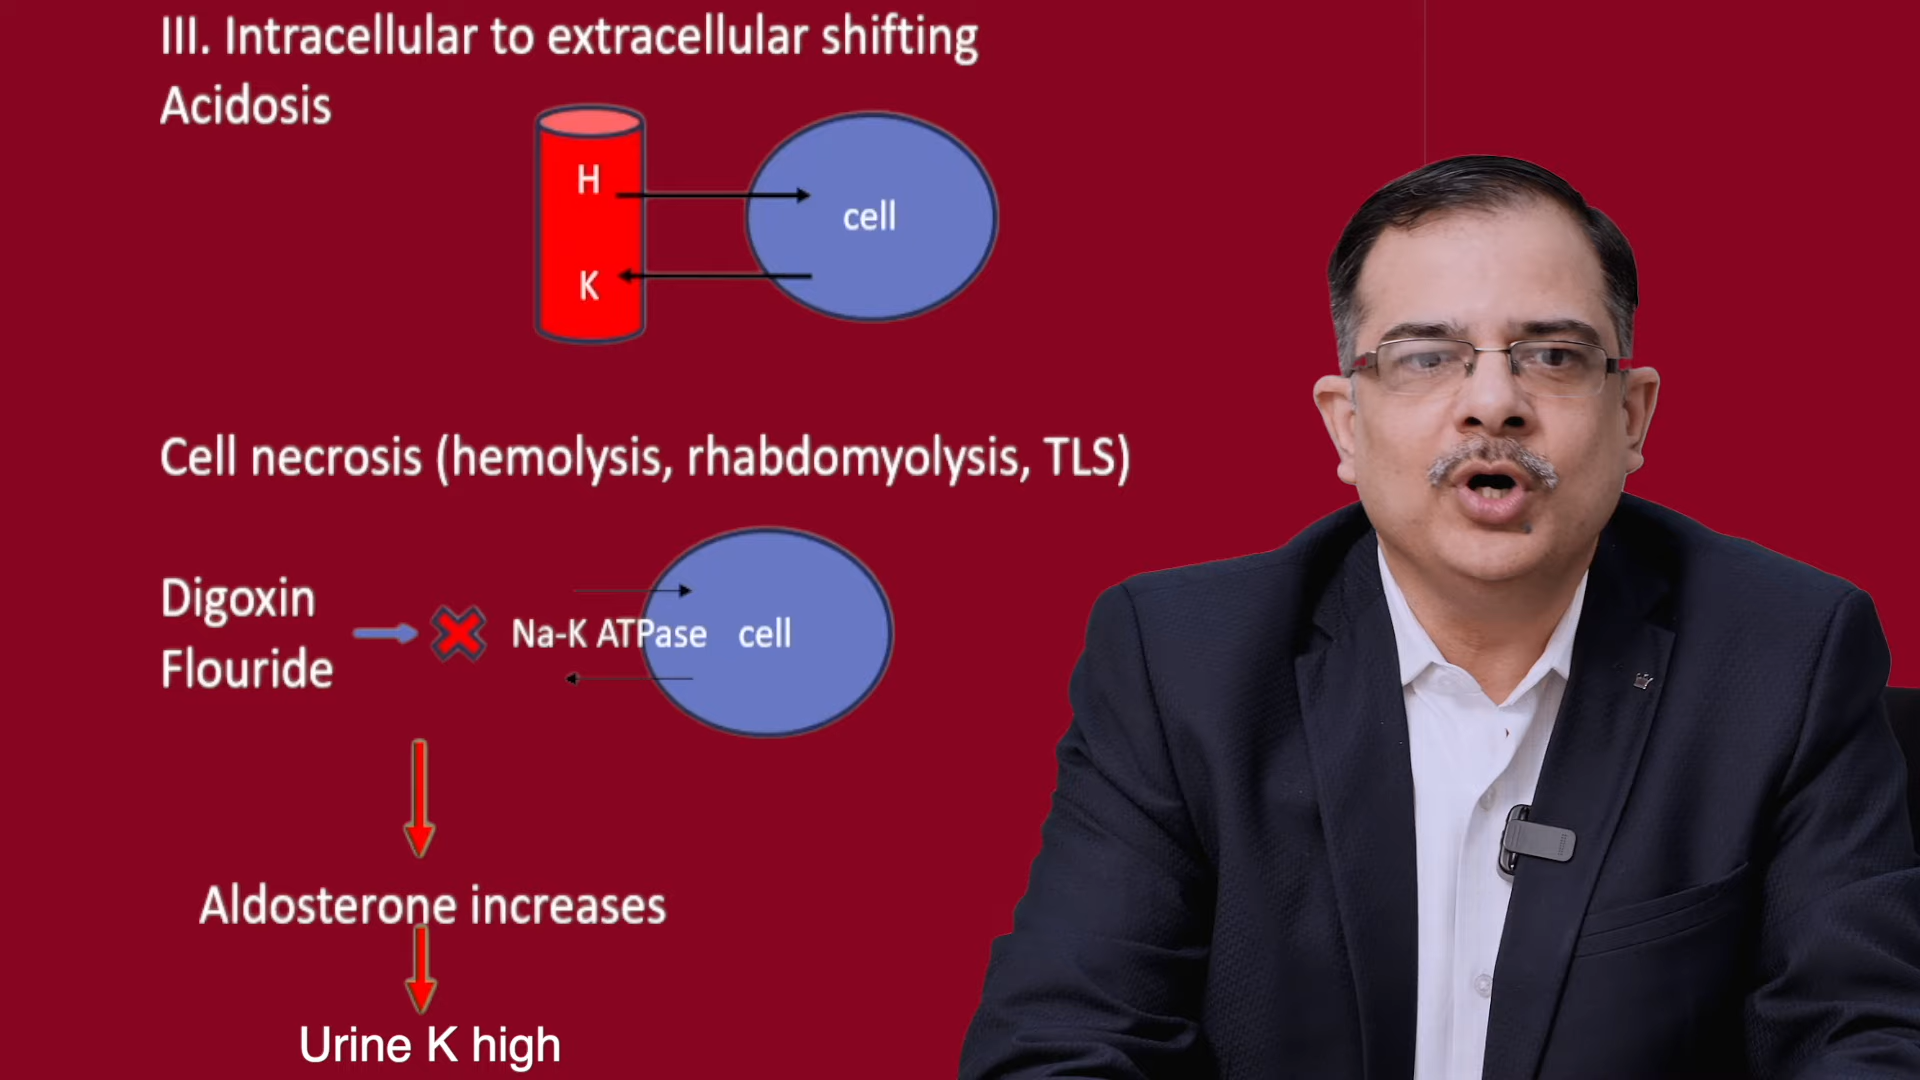 III. Intracellular to extracellular shifting
Acidosis
H
cell
K
Cell necrosis (hemolysis, rhabdomyolysis, TLS)
Digoxin
Na-K ATPase cell
Flouride
Aldosterone increases
Urine K high